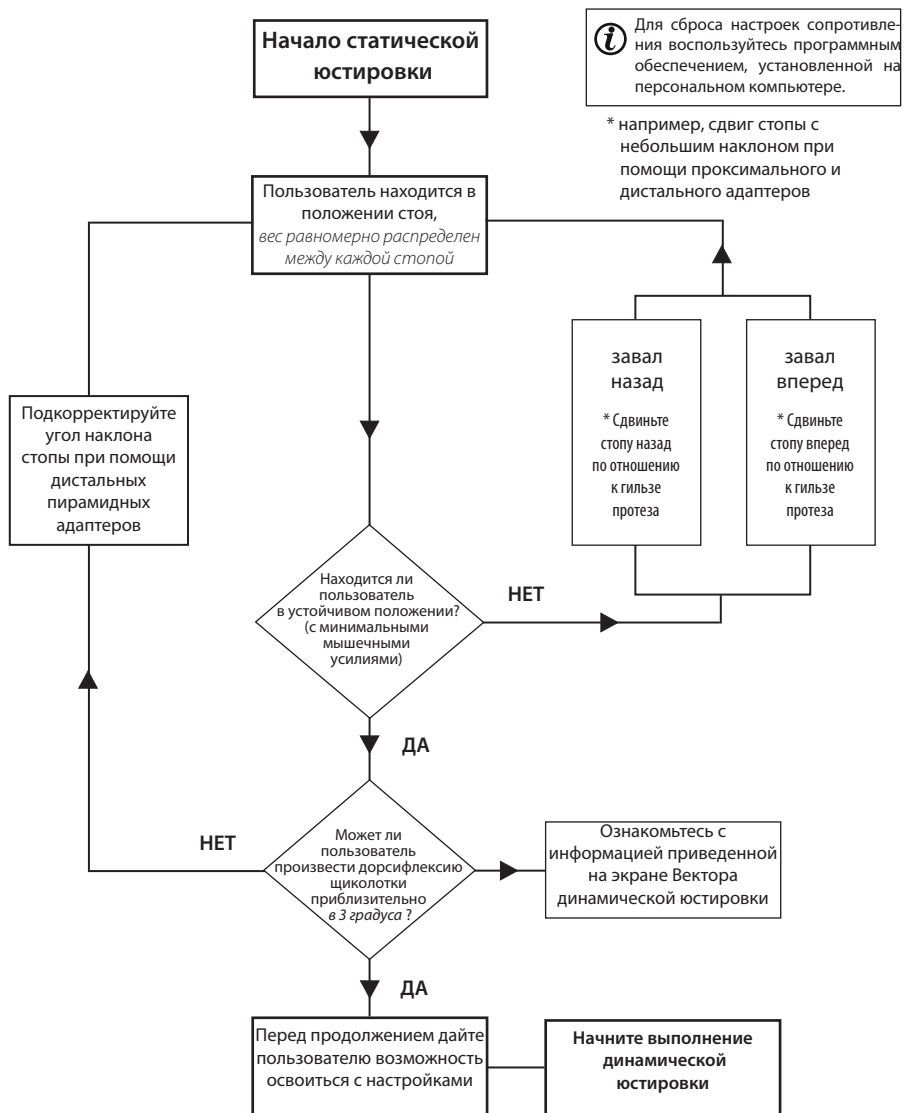 Начало статической
юстировки
i
Для сброса настроек сопротивле-
ния воспользуйтесь программным
обеспечением, установленной на
персональном компьютере.
* например, сдвиг стопы с
небольшим наклоном при
помощи проксимального и
дистального адаптеров
Пользователь находится в
положении стоя,
вес равномерно распределен
между каждой стопой
завал
назад
* Сдвиньте
стопу назад
по отношению
к гильзе
протеза
завал
вперед
* Сдвиньте
стопу вперед
по отношению
к гильзе
протеза
Подкорректируйте
угол наклона
стопы при помощи
дистальных
пирамидных
адаптеров
Находится ли
пользователь
в устойчивом положении?
(с минимальными
мышечными
усилиями)
НЕТ
ДА
НЕТ
Может ли
пользователь
произвести дорсифлексию
щиколотки
приблизительно
в 3 градуса ?
Ознакомьтесь с
информацией приведенной
на экране Вектора
динамической юстировки
ДА
Перед продолжением дайте
пользователю возможность
освоиться с настройками
Начните выполнение
динамической
юстировки